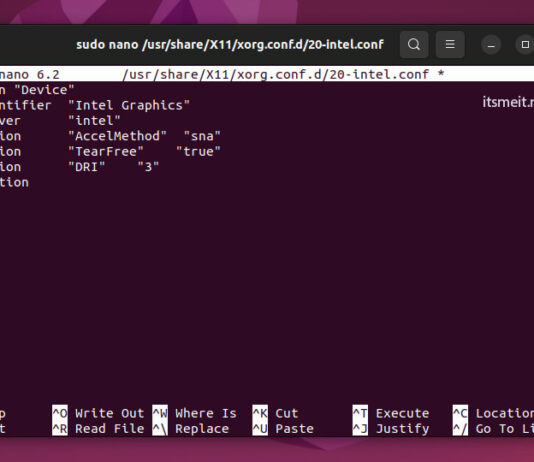 sudo nano /usr/share/X11/xorg.conf.d/20-intel.conf
nano 6.2 /usr/share/X11/xorg.conf.d/20-intel.conf *
n "Device"
ntifier "Intel Graphics"
itsmeit.
ver "intel"
ion "AccelMethod" "sna"
ion "TearFree" "true"
ion "DRI" "3"
tion
p ^O Write Out ^W Where Is ^K Cut ^T Execute ^C Location
t ^R Read File ^\ Replace ^U Paste ^J Justify ^/ Go To Li